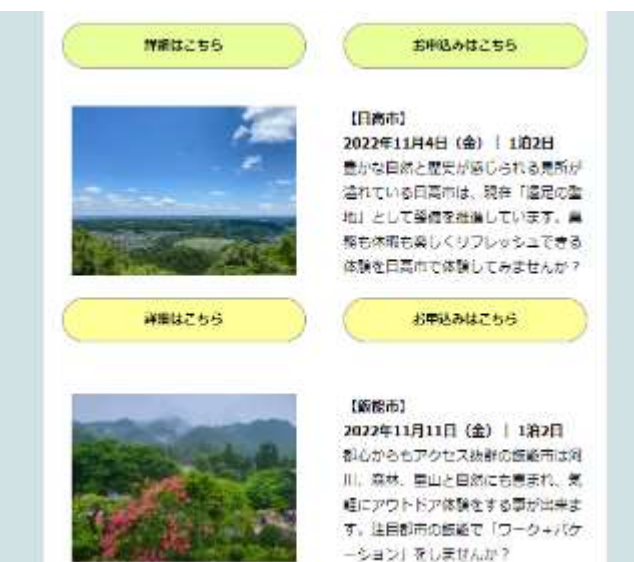 詳細はこちら
お申込みはこちら
【日高市】
2022年11月4日（金）｜ 1泊2日
豊かな自然と歴史が感じられる見所が
溢れている日高市は、現在「遠足の聖
地」として整備を推進しています。業
務も休暇も楽しくリフレッシュできる
体験を日高市で体験してみませんか？
詳細はこちら
お申込みはこちら
【飯能市】
2022年11月11日（金）｜ 1泊2日
都心からもアクセス抜群の飯能市は河
川、森林、里山と自然にも恵まれ、気
軽にアウトドア体験をする事が出来ま
す。注目都市の飯能で「ワーク+バケ
ーション」をしませんか？